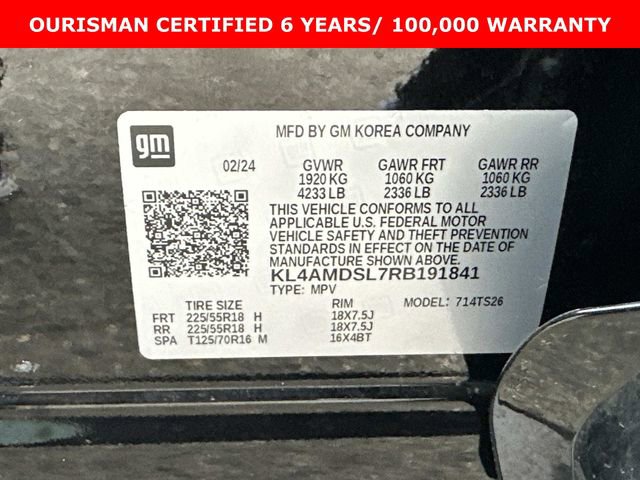 OURISMAN CERTIFIED 6 YEARS/ 100,000 WARRANTY
gm
MFD BY GM KOREA COMPANY
02/24 GVWR GAWR FRT GAWR RR
1920 KG 1060 KG 1060 KG
4233 LB 2336 LB 2336 LB
THIS VEHICLE CONFORMS TO ALL
APPLICABLE U.S. FEDERAL MOTOR
VEHICLE SAFETY AND THEFT PREVENTION
STANDARDS IN EFFECT ON THE DATE OF
MANUFACTURE SHOWN ABOVE.
KL4AMDSL7RB191841
TYPE: MPV MODEL: 714TS26
TIRE SIZE RIM
FRT 225/55R18 H 18X7.5J
RR 225/55R18 H 18X7.5J
SPA T125/70R16 M 16X4BT